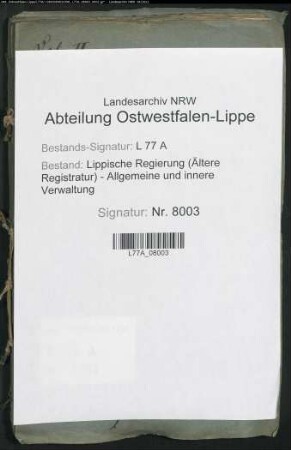 Landesarchiv NRW
Abteilung Ostwestfalen-Lippe
Bestands-Signatur: L 77 A
Bestand: Lippische Regierung (Ältere
Registratur) - Allgemeine und innere
Verwaltung
Signatur: Nr. 8003
L77A_08003